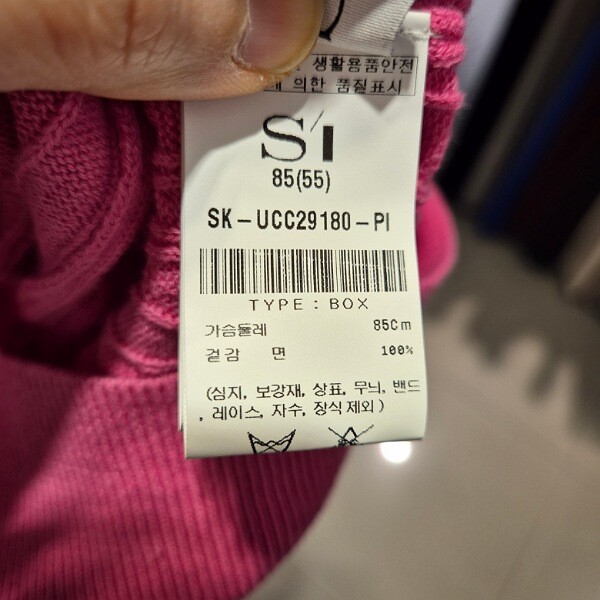 생활용품안전
의한 품질표시
S/I
85(55)
SK-UCC29180-PI
TYPE : BOX
가슴둘레 85Cm
겉감 면 100%
(심지, 보강재, 상표, 무늬, 밴드
, 레이스, 자수, 장식 제외)